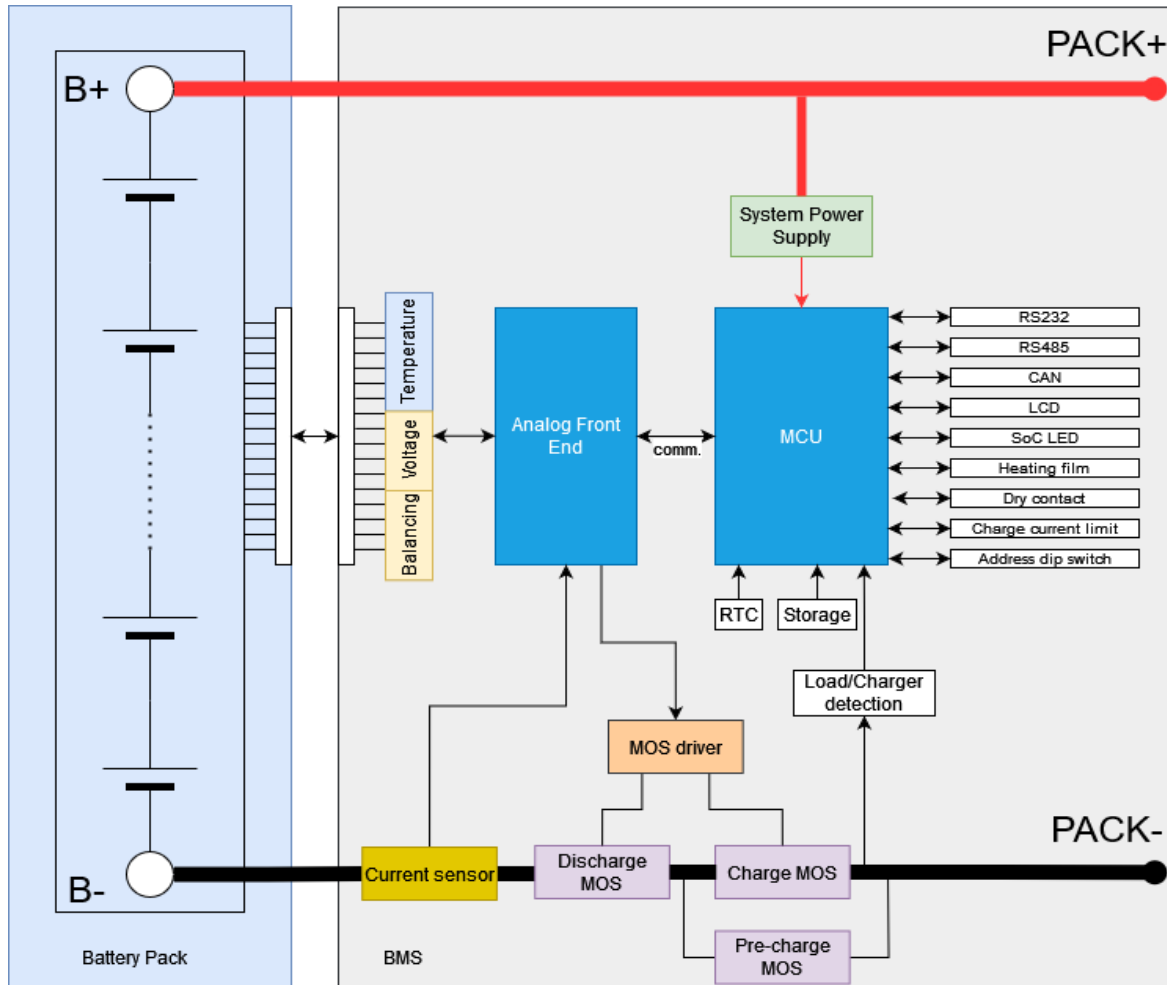 PACK+
B+
System Power
Supply
Temperature
Voltage
Balancing
Analog Front
End
comm.
MCU
RS232
RS485
CAN
LCD
SoC LED
Heating film
Dry contact
Charge current limit
Address dip switch
RTC
Storage
Load/Charger
detection
MOS driver
PACK-
B-
Current sensor
Discharge
MOS
Charge MOS
Pre-charge
MOS
Battery Pack
BMS